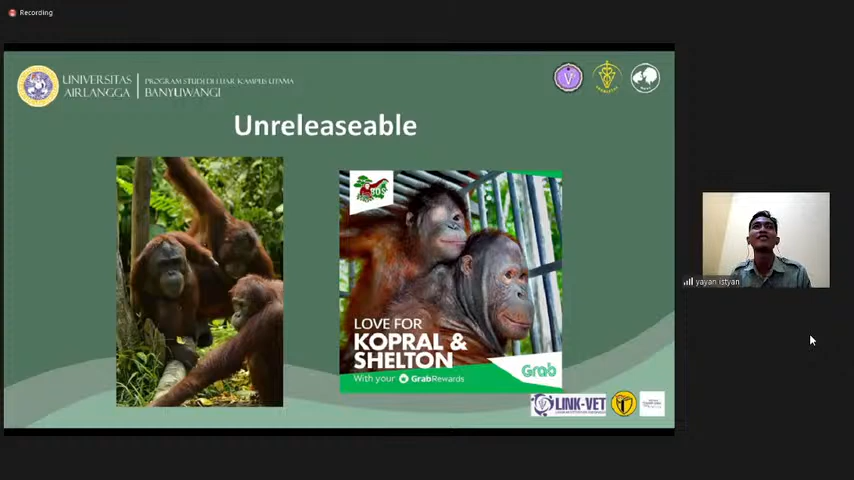 Recording
UNIVERSITAS
AIRLANGGA
PROGRAM STUDI DI LUAR KAMPUS UTAMA
BANYUWANGI
Unreleaseable
BOS
LOVE FOR
KOPRAL &
SHELTON
With your GrabRewards
Grab
LINK-VET
yayan istyan